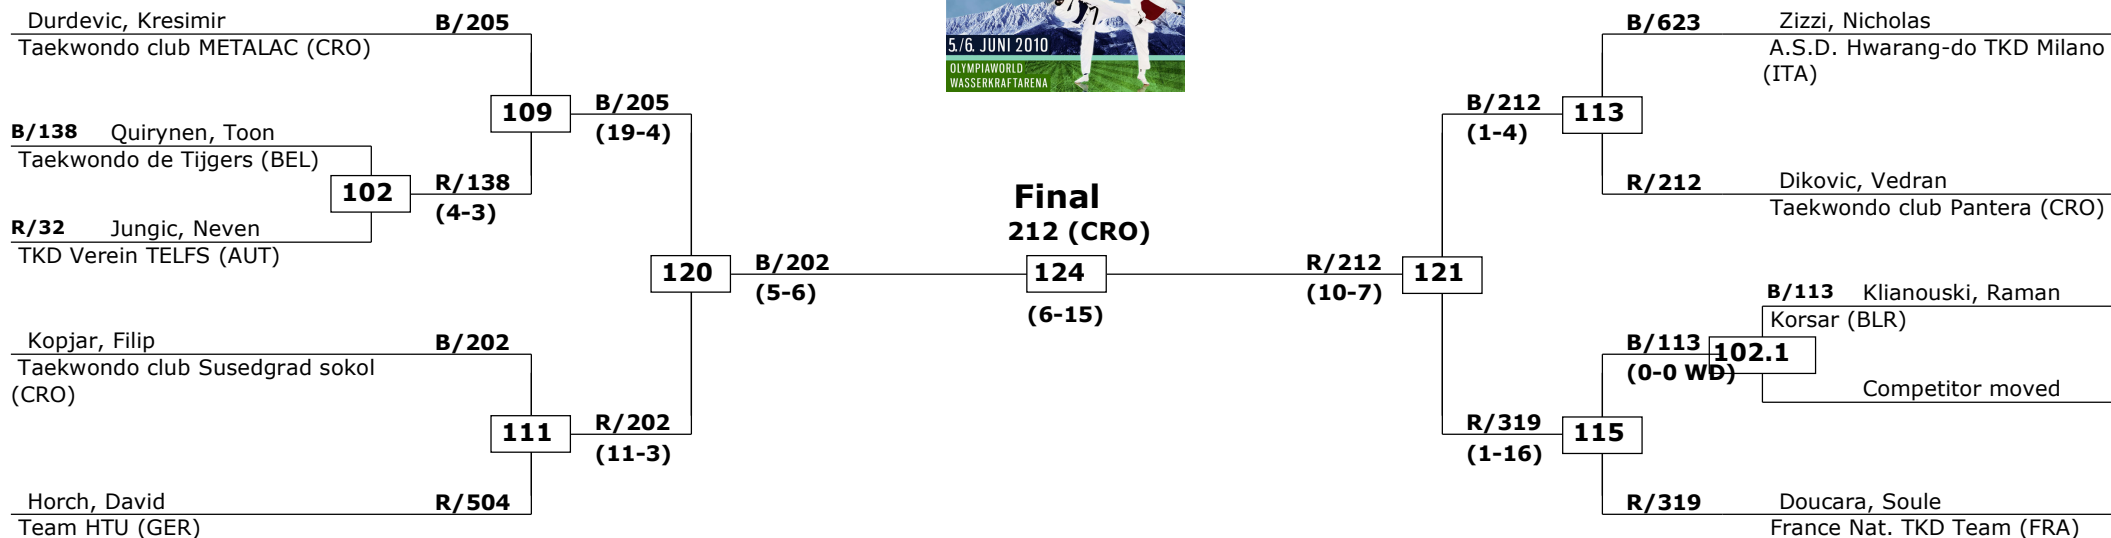 Durdevic, Kresimir
B/205
Taekwondo club METALAC (CRO)
B/138 Quirynen, Toon
Taekwondo de Tijgers (BEL)
R/32 Jungic, Neven
TKD Verein TELFS (AUT)
102
R/138
(4-3)
109
B/205
(19-4)
Kopjar, Filip
B/202
Taekwondo club Susedgrad sokol
(CRO)
Horch, David
R/504
Team HTU (GER)
111
R/202
(11-3)
120
B/202
(5-6)
5./6. JUNI 2010
OLYMPIAWORLD
WASSERKRAFTARENA
Final
212 (CRO)
124
(6-15)
R/212
(10-7)
121
B/212
(1-4)
113
B/623
Zizzi, Nicholas
A.S.D. Hwarang-do TKD Milano
(ITA)
R/212
Dikovic, Vedran
Taekwondo club Pantera (CRO)
B/113 Klianouski, Raman
Korsar (BLR)
102.1
B/113
(0-0 WD)
Competitor moved
R/319
(1-16)
115
R/319
Doucara, Soule
France Nat. TKD Team (FRA)